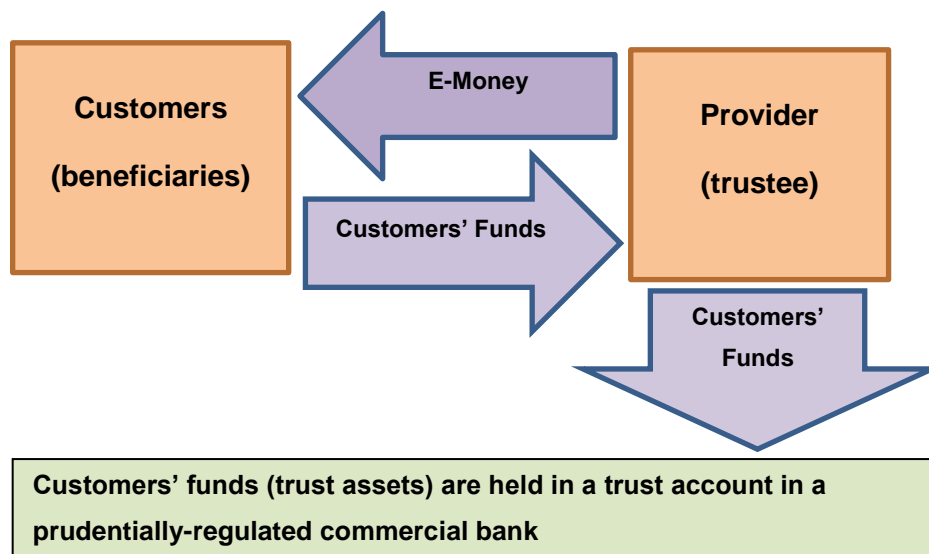 Customers
(beneficiaries)
E-Money
Provider
(trustee)
Customers’ Funds
Customers’
Funds
Customers’ funds (trust assets) are held in a trust account in a
prudentially-regulated commercial bank